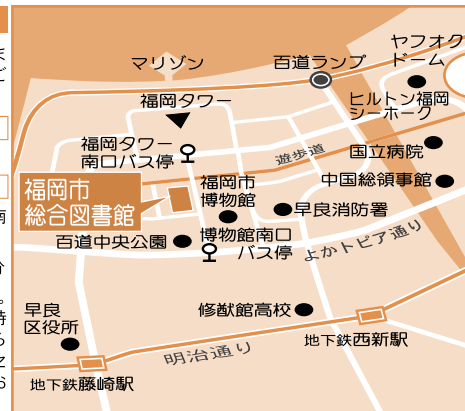 ヤフオク
ドーム
マリゾン
百道ランプ
福岡タワー
ヒルトン福岡
シーホーク
福岡タワー
南口バス停
遊歩道
国立病院
福岡市
総合図書館
福岡市
博物館
中国総領事館
早良消防署
百道中央公園
博物館南口
バス停
よかトピア通り
早良
区役所
修猷館高校
地下鉄西新駅
明治通り
地下鉄藤崎駅